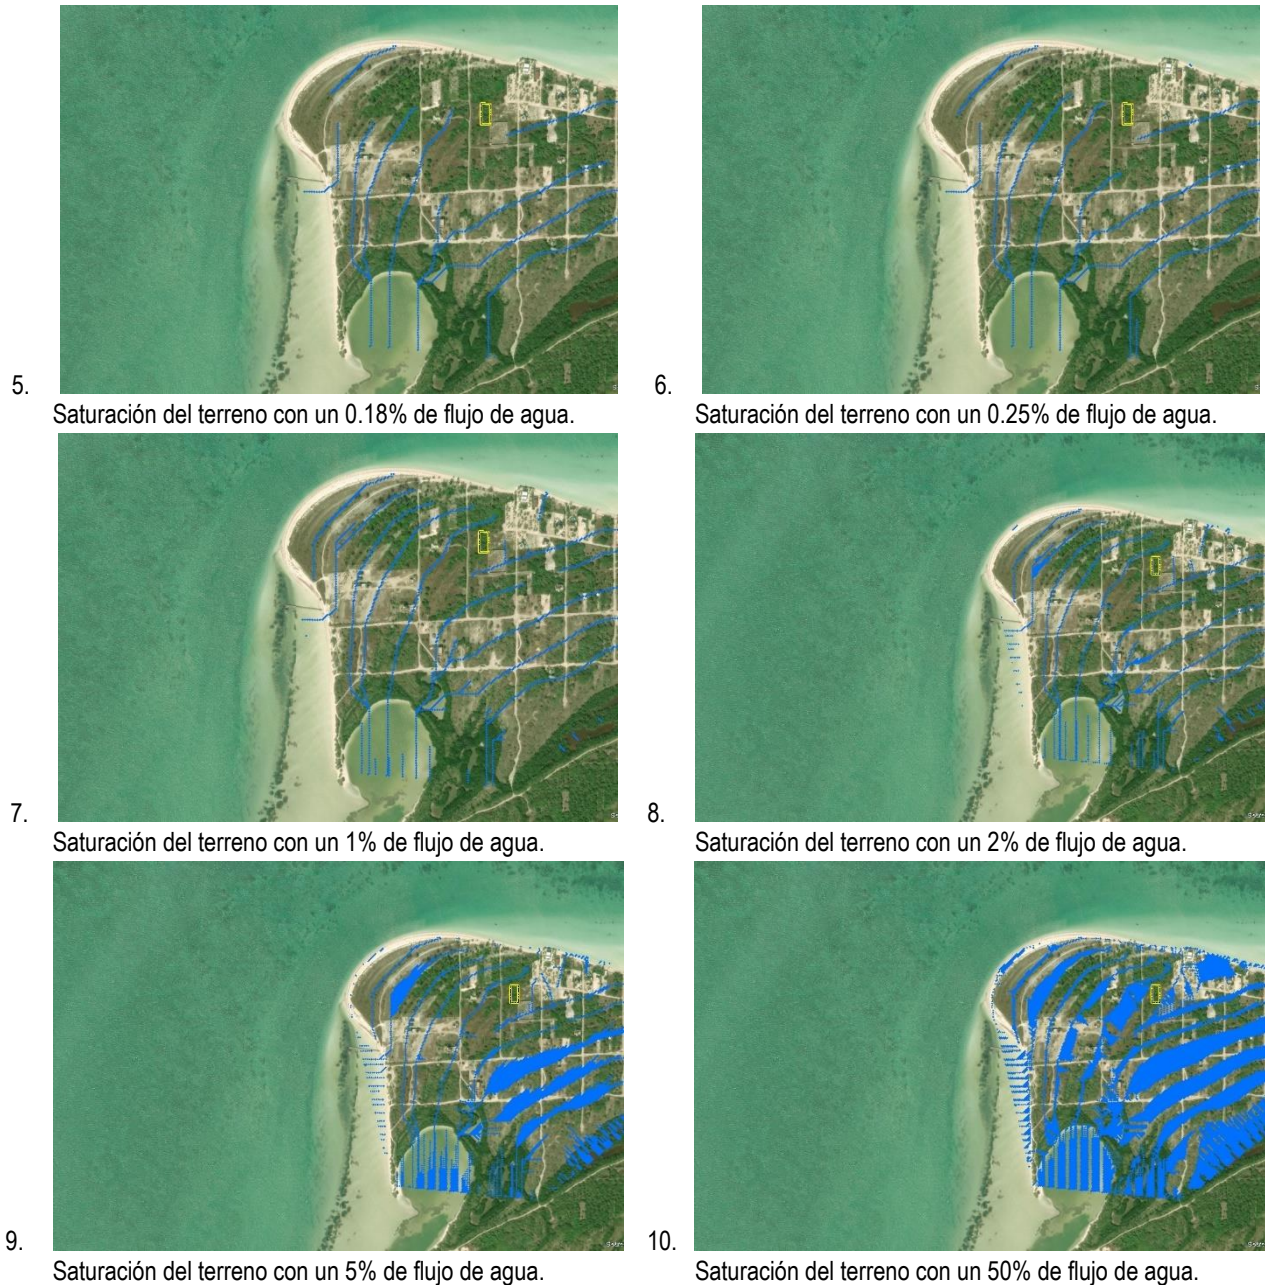 5.
Saturación del terreno con un 0.18% de flujo de agua.
6.
Saturación del terreno con un 0.25% de flujo de agua.
7.
Saturación del terreno con un 1% de flujo de agua.
8.
Saturación del terreno con un 2% de flujo de agua.
9.
Saturación del terreno con un 5% de flujo de agua.
10.
Saturación del terreno con un 50% de flujo de agua.